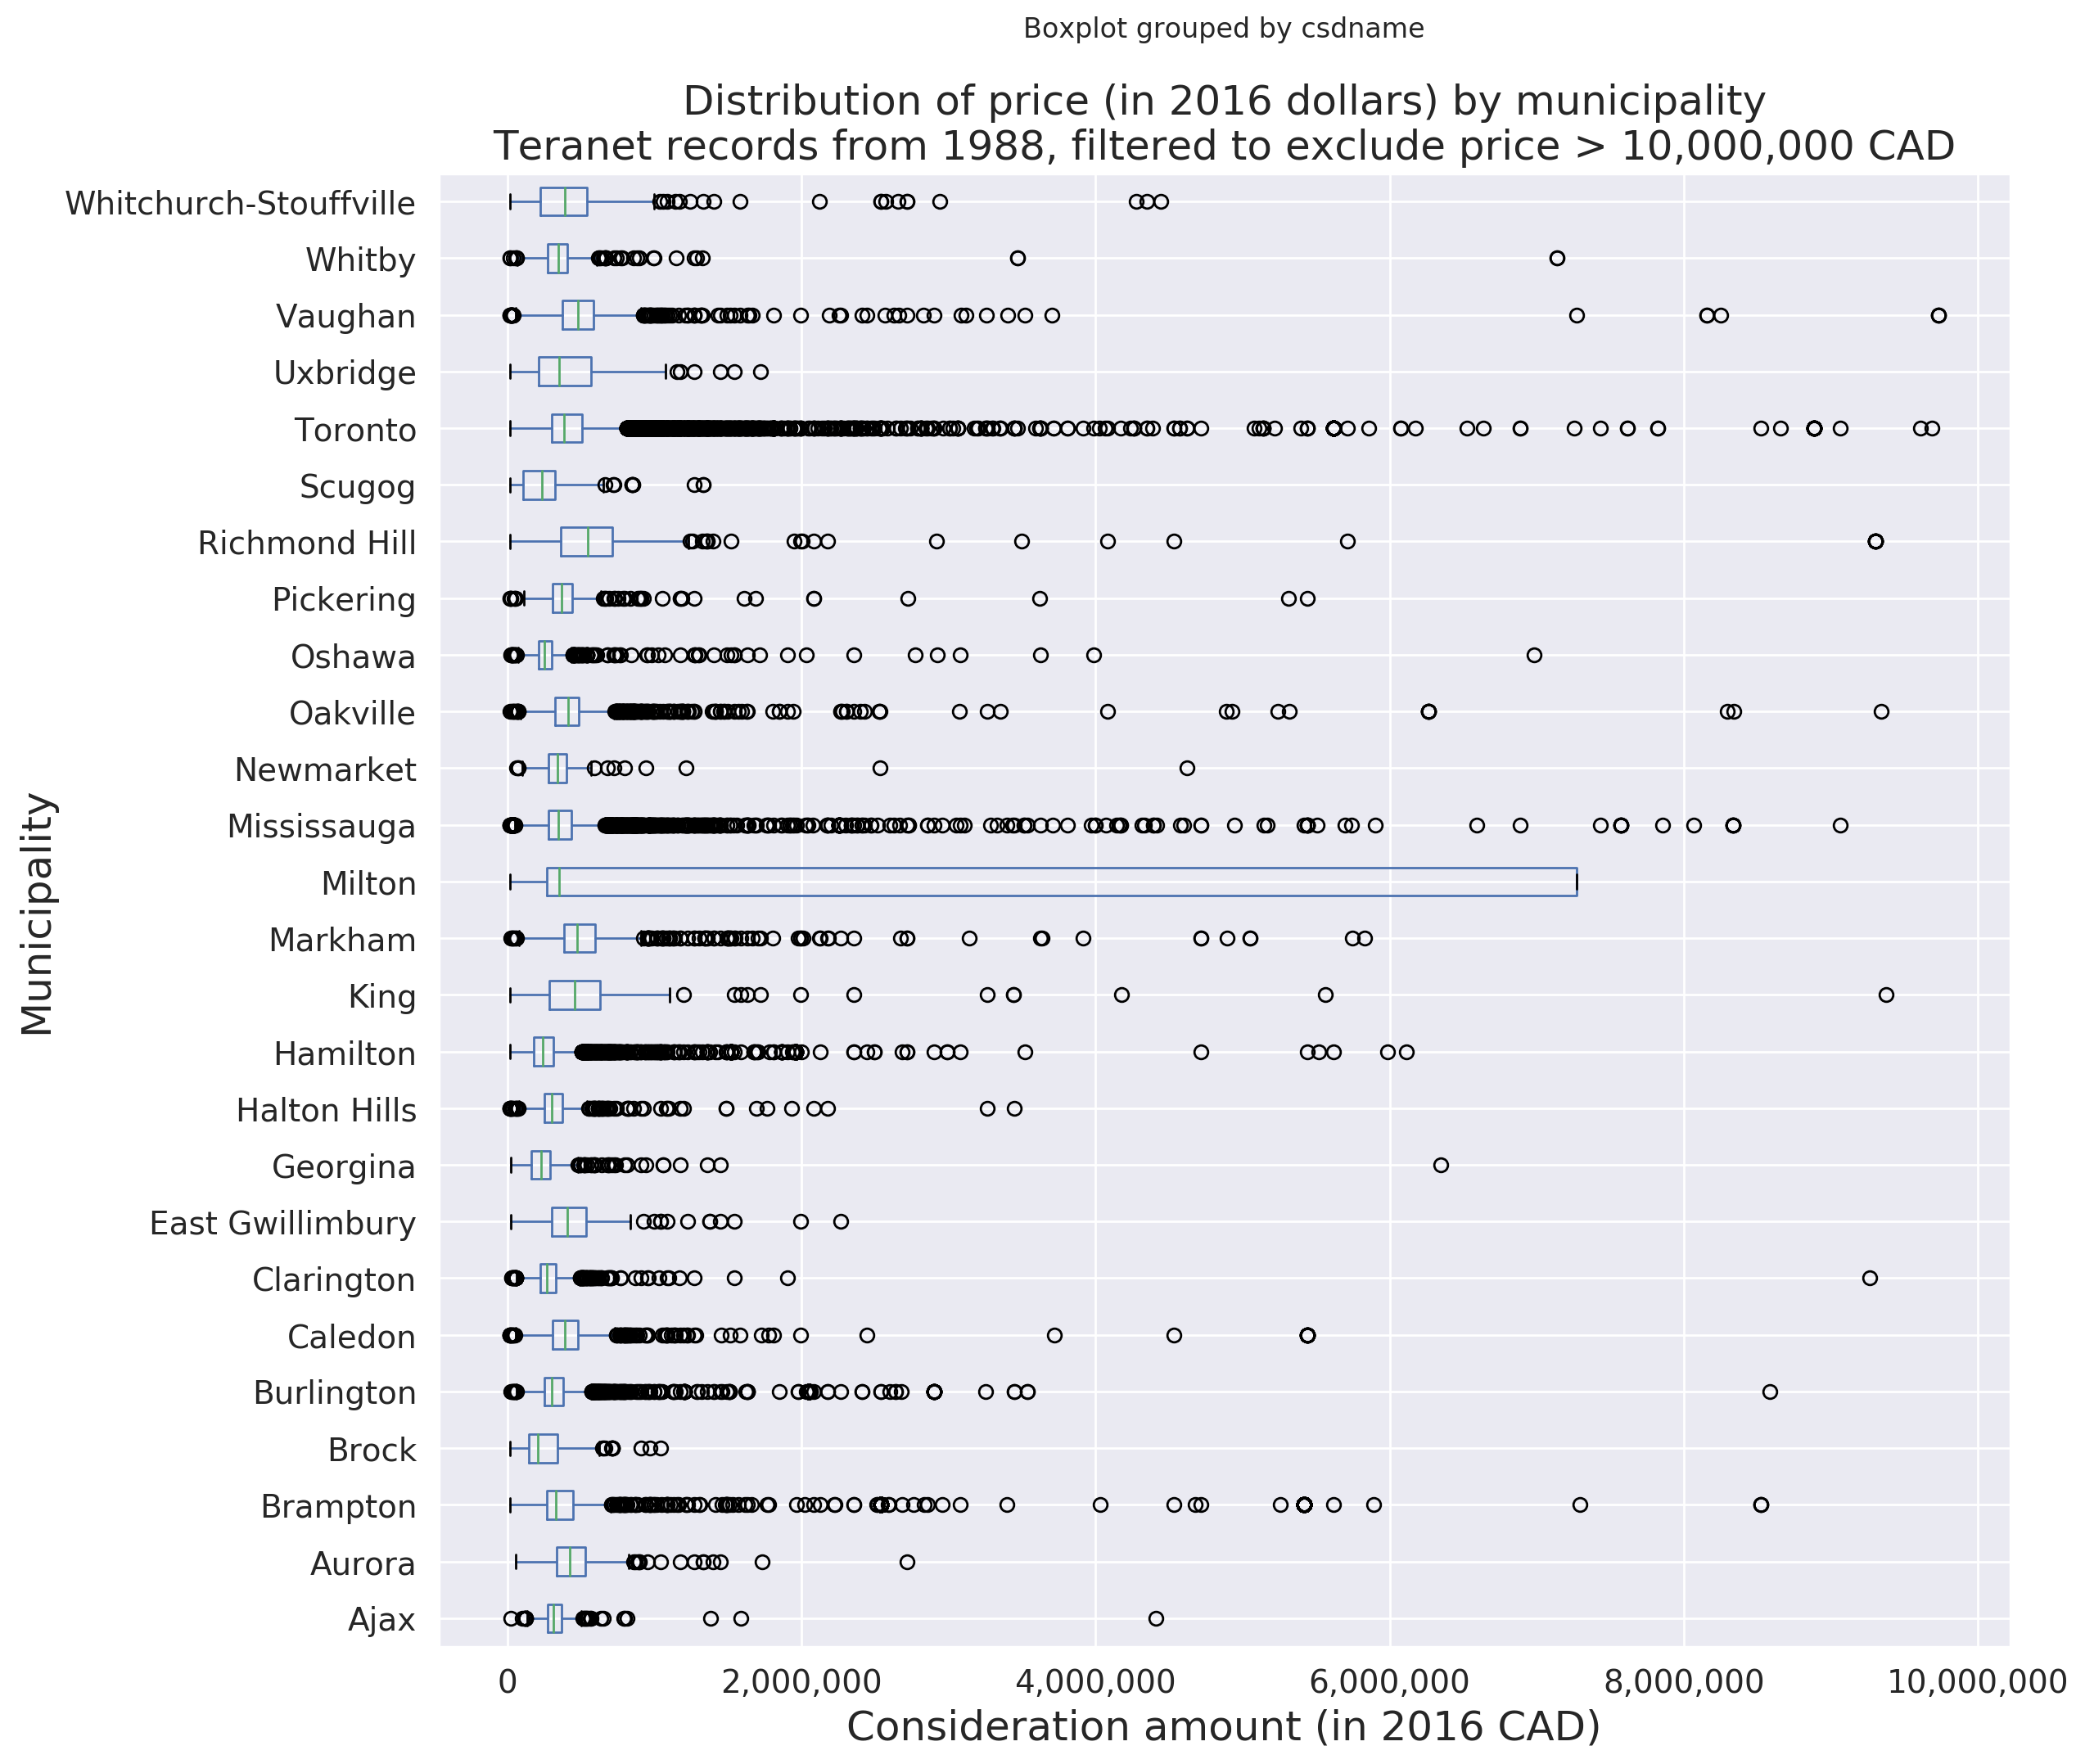 Boxplot grouped by csdname
Distribution of price (in 2016 dollars) by municipality
Teranet records from 1988, filtered to exclude price > 10,000,000 CAD
Municipality
Whitchurch-Stouffville
Whitby
Vaughan
Uxbridge
Toronto
Scugog
Richmond Hill
Pickering
Oshawa
Oakville
Newmarket
Mississauga
Milton
Markham
King
Hamilton
Halton Hills
Georgina
East Gwillimbury
Clarington
Caledon
Burlington
Brock
Brampton
Aurora
Ajax
0 2,000,000 4,000,000 6,000,000 8,000,000 10,000,000
Consideration amount (in 2016 CAD)